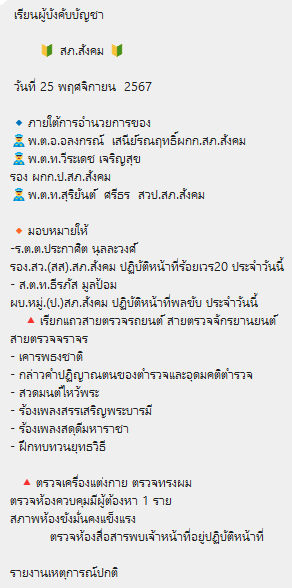 เรียนผู้บังคับบัญชา
🔰 สภ.สังคม 🔰
วันที่ 25 พฤศจิกายน 2567
🔹ภายใต้การอำนวยการของ
👮พ.ต.อ.อลงกรณ์ เสนีย์รณฤทธิ์ผกก.สภ.สังคม
👮พ.ต.ท.วีระเดช เจริญสุข
รอง ผกก.ป.สภ.สังคม
👮พ.ต.ท.สุริยันต์ ศรีธร สวป.สภ.สังคม
🔸มอบหมายให้
-ร.ต.ต.ประกาศิต นุลละวงศ์
รอง.สว.(สส).สภ.สังคม ปฏิบัติหน้าที่ร้อยเวร20 ประจำวันนี้
- ส.ต.ท.ธีรภัส มูลป้อม
ผบ.หมู่.(ป.)สภ.สังคม ปฏิบัติหน้าที่พลขับ ประจำวันนี้
🔺เรียกแถวสายตรวจรถยนต์ สายตรวจจักรยานยนต์
สายตรวจจราจร
- เคารพธงชาติ
- กล่าวคำปฏิญาณตนของตำรวจและอุดมคติตำรวจ
- สวดมนต์ไหว้พระ
- ร้องเพลงสรรเสริญพระบารมี
- ร้องเพลงสดุดีมหาราชา
- ฝึกทบทวนยุทธวิธี
🔺ตรวจเครื่องแต่งกาย ตรวจทรงผม
ตรวจห้องควบคุมมีผู้ต้องหา 1 ราย
สภาพห้องขังมั่นคงแข็งแรง
ตรวจห้องสื่อสารพบเจ้าหน้าที่อยู่ปฏิบัติหน้าที่
รายงานเหตุการณ์ปกติ